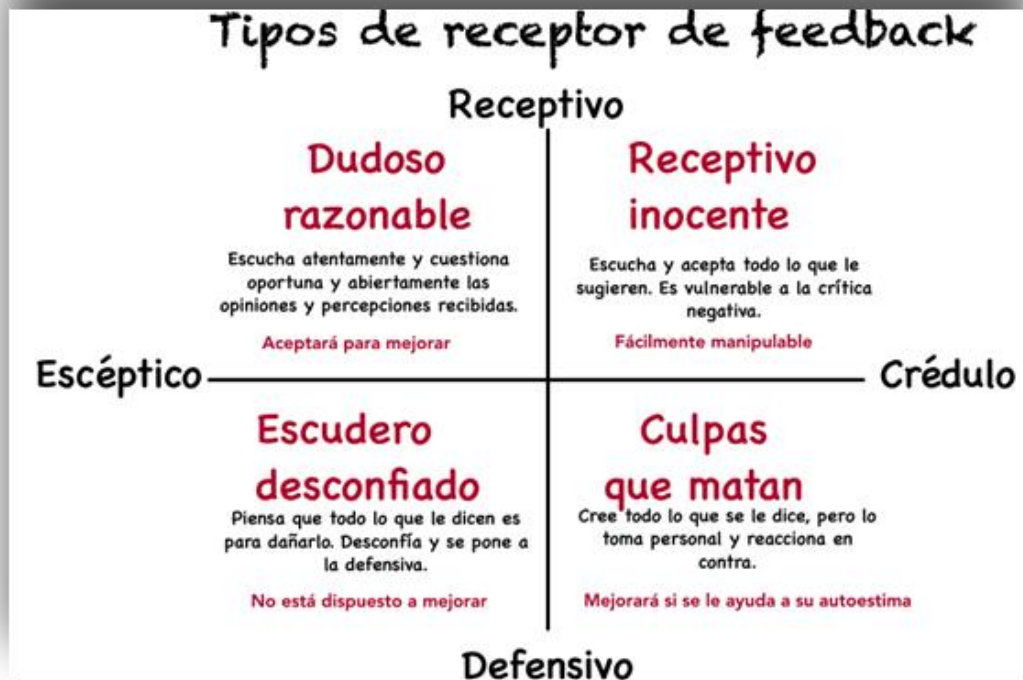 Tipos de receptor de feedback
Receptivo
Dudoso
razonable
Escucha atentamente y cuestiona
oportuna y abiertamente las
opiniones y percepciones recibidas.
Aceptará para mejorar
Receptivo
inocente
Escucha y acepta todo lo que le
sugieren. Es vulnerable a la crítica
negativa.
Fácilmente manipulable
Escéptico
Crédulo
Escudero
desconfiado
Piensa que todo lo que le dicen es
para dañarlo. Desconfía y se pone a
la defensiva.
No está dispuesto a mejorar
Culpas
que matan
Cree todo lo que se le dice, pero lo
toma personal y reacciona en
contra.
Mejorará si se le ayuda a su autoestima
Defensivo